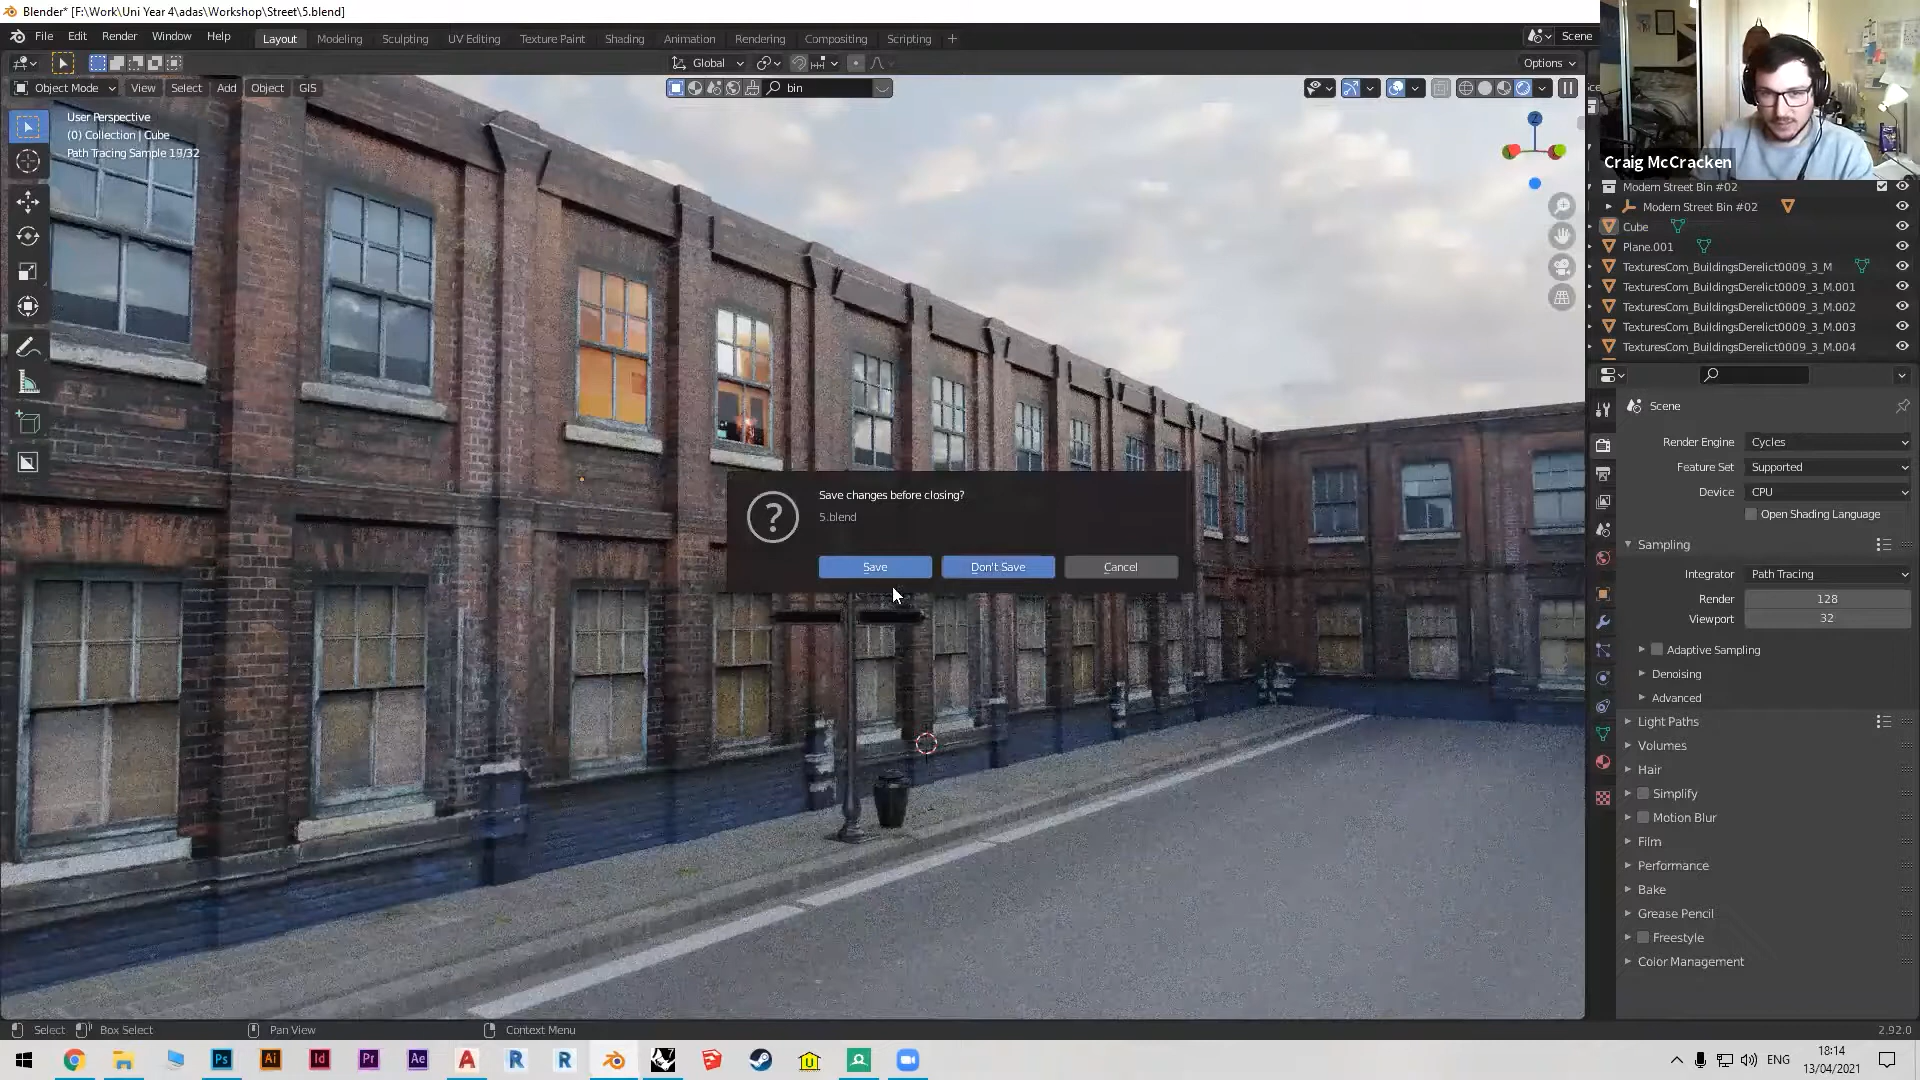 Blender* [F:\Work\Uni Year 4\adas\Workshop\Street\5.blend]
File Edit Render Window Help
Layout Modeling Sculpting UV Editing Texture Paint Shading Animation Rendering Compositing Scripting
Scene
Global
Options
Object Mode View Select Add Object GIS
bin
User Perspective
(0) Collection | Cube
Path Tracing Sample 19/32
Z
Craig McCracken
Modern Street Bin #02
Modern Street Bin #02
Cube
Plane.001
TexturesCom_BuildingsDerelict0009_3_M
TexturesCom_BuildingsDerelict0009_3_M.001
TexturesCom_BuildingsDerelict0009_3_M.002
TexturesCom_BuildingsDerelict0009_3_M.003
TexturesCom_BuildingsDerelict0009_3_M.004
Scene
Render Engine Cycles
Feature Set Supported
Device CPU
Open Shading Language
Sampling
Integrator Path Tracing
Render 128
Viewport 32
Adaptive Sampling
Denoising
Advanced
Light Paths
Volumes
Hair
Simplify
Motion Blur
Film
Performance
Bake
Grease Pencil
Freestyle
Color Management
Save changes before closing?
5.blend
Save Don't Save Cancel
Select Box Select Pan View Context Menu
2.92.0
Ps Ai Id Pr Ae A R R
ENG
18:14
13/04/2021